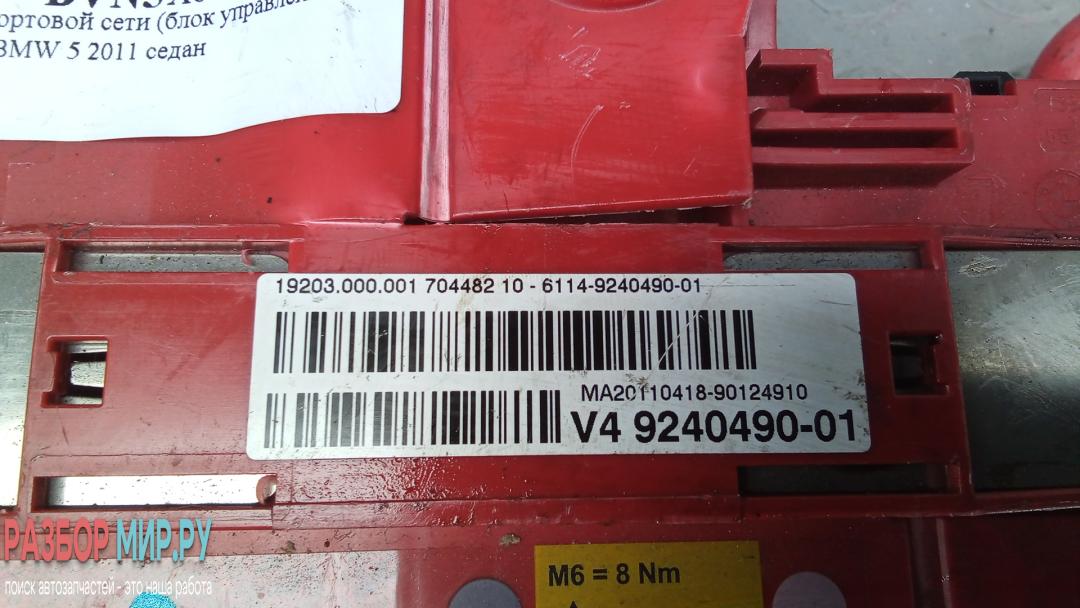 ортовой сети (блок управлен
BMW 5 2011 седан
19203.000.001 704482 10 - 6114-9240490-01
MA20110418-90124910
V4 9240490-01
M6 = 8 Nm
РАЗБОР МИР.РУ
поиск автозапчастей - это наша работа